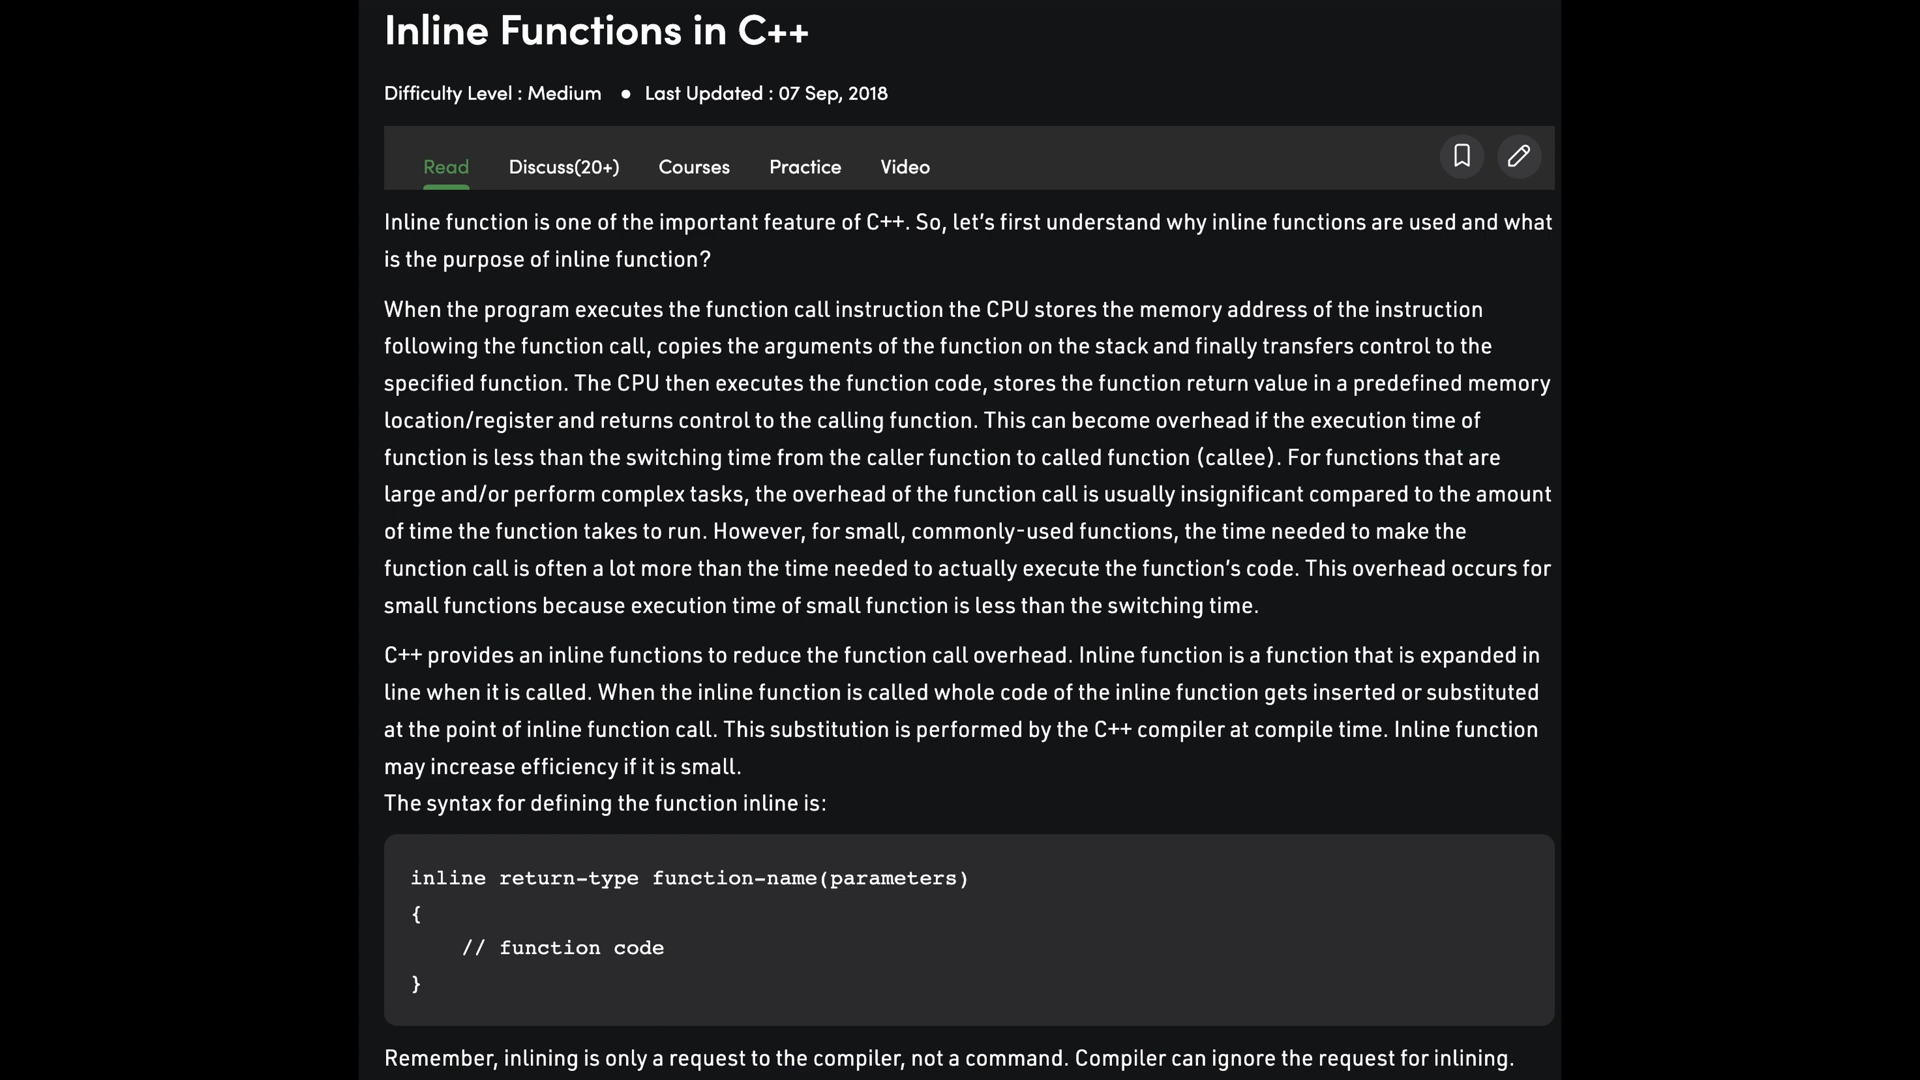 Inline Functions in C++
Difficulty Level : Medium ● Last Updated : 07 Sep, 2018
Read Discuss(20+) Courses Practice Video
Inline function is one of the important feature of C++. So, let’s first understand why inline functions are used and what
is the purpose of inline function?
When the program executes the function call instruction the CPU stores the memory address of the instruction
following the function call, copies the arguments of the function on the stack and finally transfers control to the
specified function. The CPU then executes the function code, stores the function return value in a predefined memory
location/register and returns control to the calling function. This can become overhead if the execution time of
function is less than the switching time from the caller function to called function (callee). For functions that are
large and/or perform complex tasks, the overhead of the function call is usually insignificant compared to the amount
of time the function takes to run. However, for small, commonly-used functions, the time needed to make the
function call is often a lot more than the time needed to actually execute the function’s code. This overhead occurs for
small functions because execution time of small function is less than the switching time.
C++ provides an inline functions to reduce the function call overhead. Inline function is a function that is expanded in
line when it is called. When the inline function is called whole code of the inline function gets inserted or substituted
at the point of inline function call. This substitution is performed by the C++ compiler at compile time. Inline function
may increase efficiency if it is small.
The syntax for defining the function inline is:
inline return-type function-name(parameters)
{
    // function code
}
Remember, inlining is only a request to the compiler, not a command. Compiler can ignore the request for inlining.